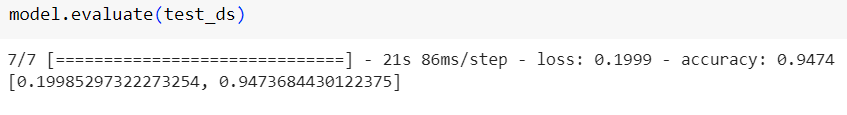 model.evaluate(test_ds)
7/7 [==============================] - 21s 86ms/step - loss: 0.1999 - accuracy: 0.9474
[0.19985297322273254, 0.9473684430122375]